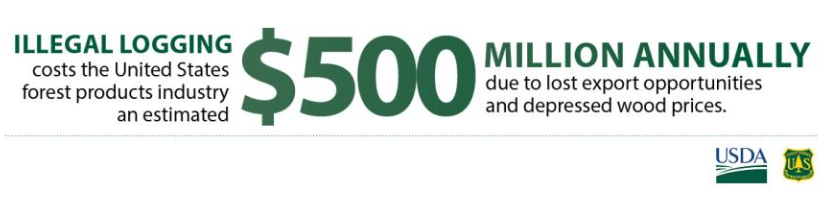 ILLEGAL LOGGING
costs the United States
forest products industry
an estimated
$500
MILLION ANNUALLY
due to lost export opportunities
and depressed wood prices.
USDA
U S